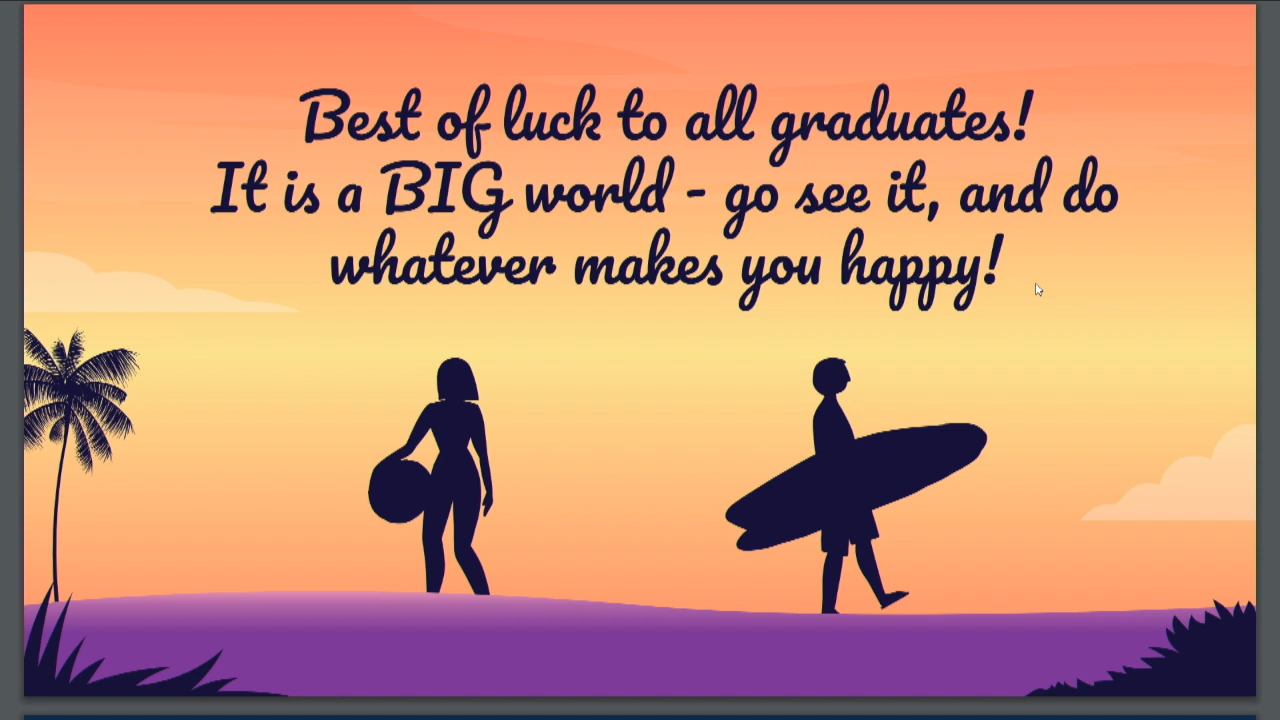 Best of luck to all graduates!
It is a BIG world - go see it, and do
whatever makes you happy!